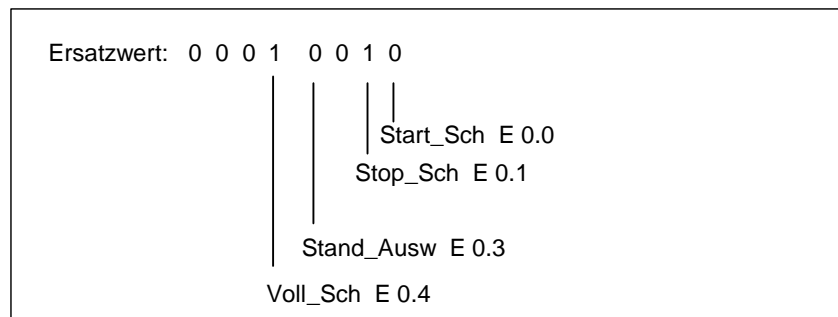 Ersatzwert: 0 0 0 1 0 0 1 0
Start_Sch E 0.0
Stop_Sch E 0.1
Stand_Ausw E 0.3
Voll_Sch E 0.4